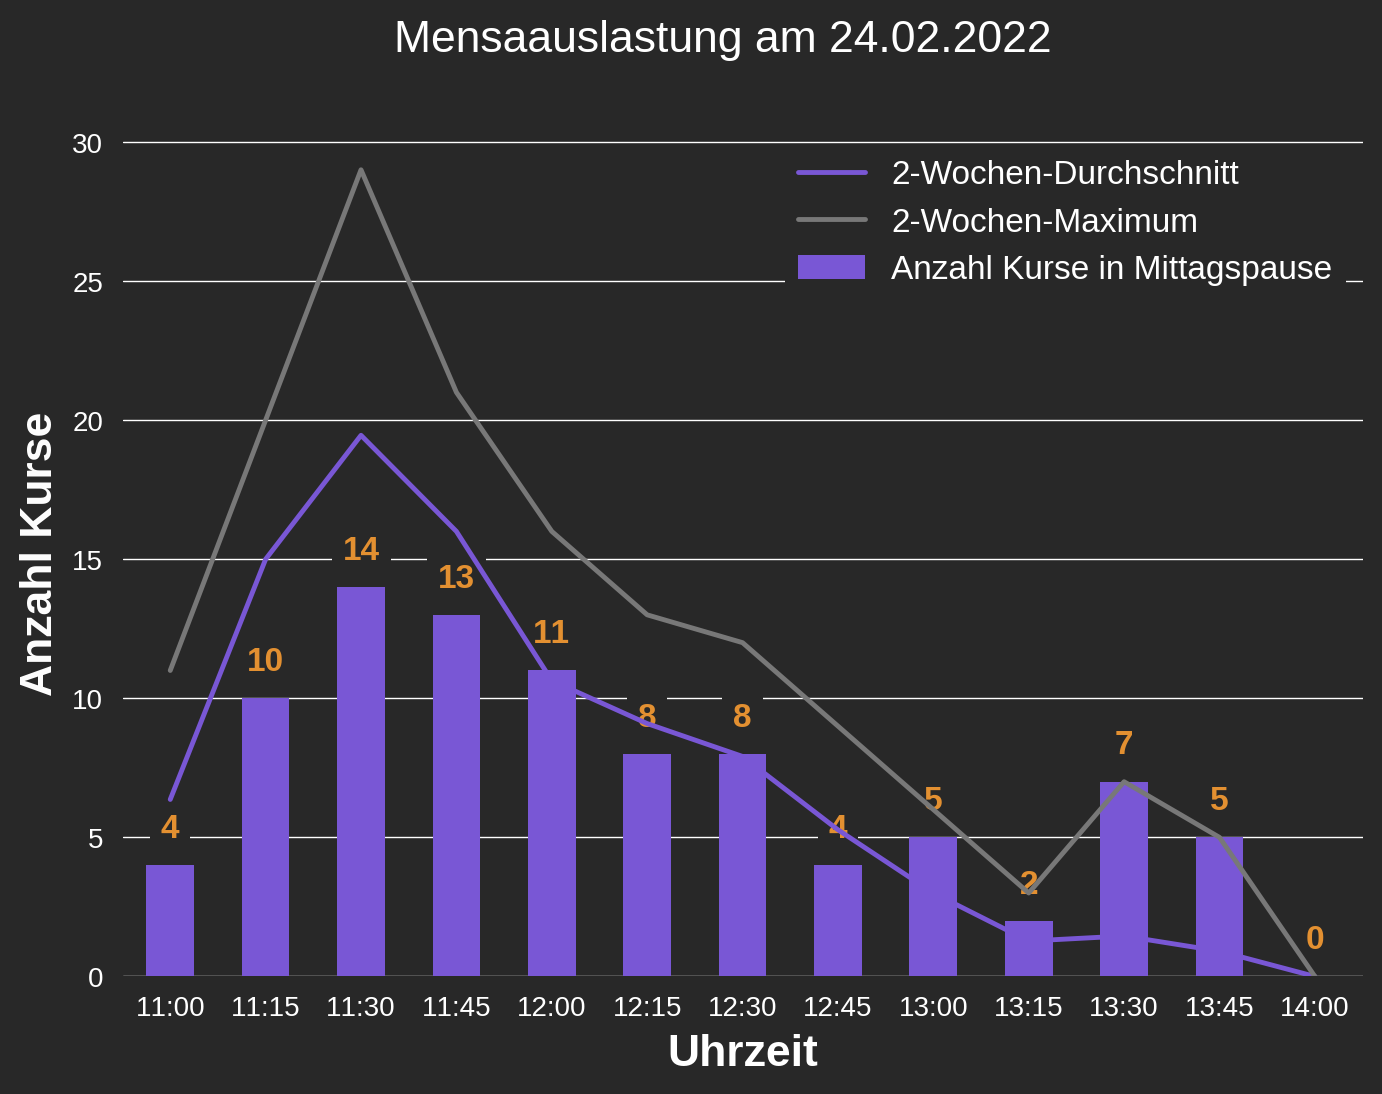 Mensaauslastung am 24.02.2022
2-Wochen-Durchschnitt
2-Wochen-Maximum
Anzahl Kurse in Mittagspause
Anzahl Kurse
30
25
20
15
10
5
0
4
10
14
13
11
8
8
4
5
2
7
5
0
11:00 11:15 11:30 11:45 12:00 12:15 12:30 12:45 13:00 13:15 13:30 13:45 14:00
Uhrzeit